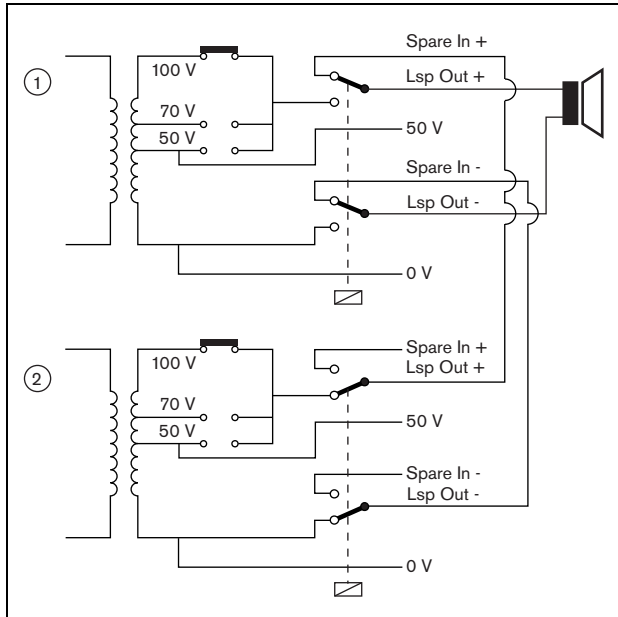 Spare In +
1
100 V
Lsp Out +
70 V
50 V
50 V
Spare In -
Lsp Out -
0 V
2
100 V
Spare In +
Lsp Out +
70 V
50 V
50 V
Spare In -
Lsp Out -
0 V